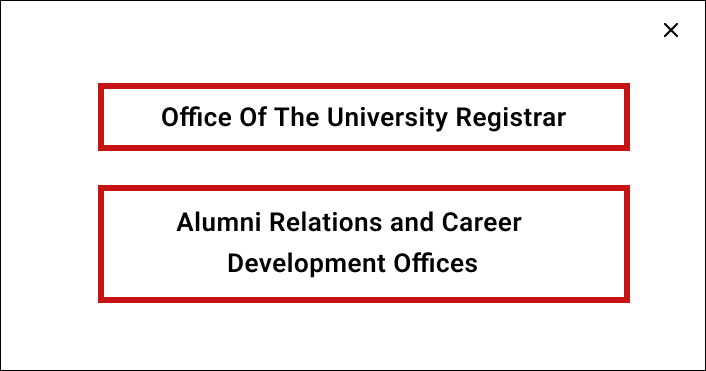 Office Of The University Registrar
Alumni Relations and Career
Development Offices